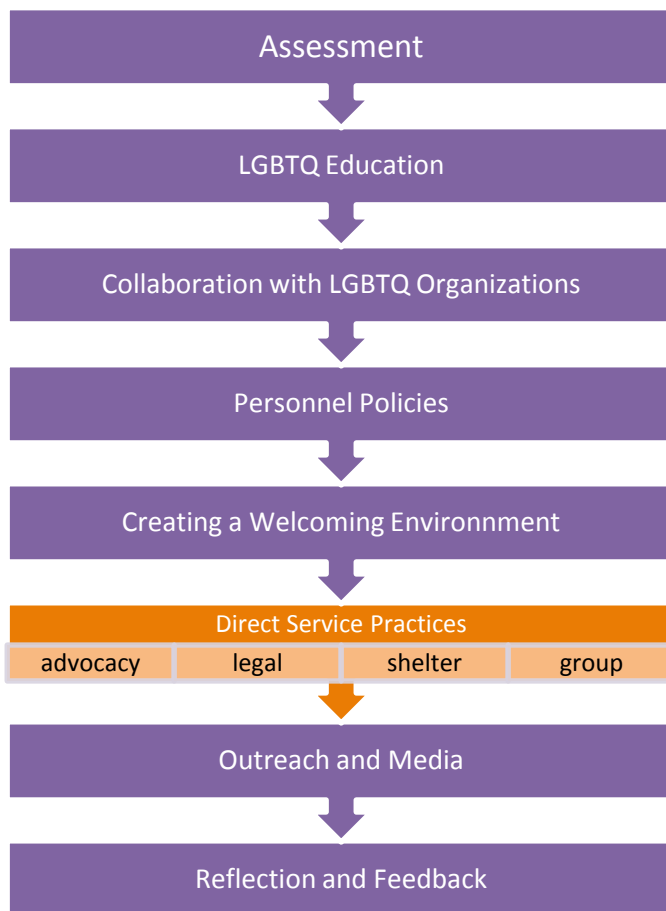 Assessment
LGBTQ Education
Collaboration with LGBTQ Organizations
Personnel Policies
Creating a Welcoming Environnment
Direct Service Practices
advocacy legal shelter group
Outreach and Media
Reflection and Feedback